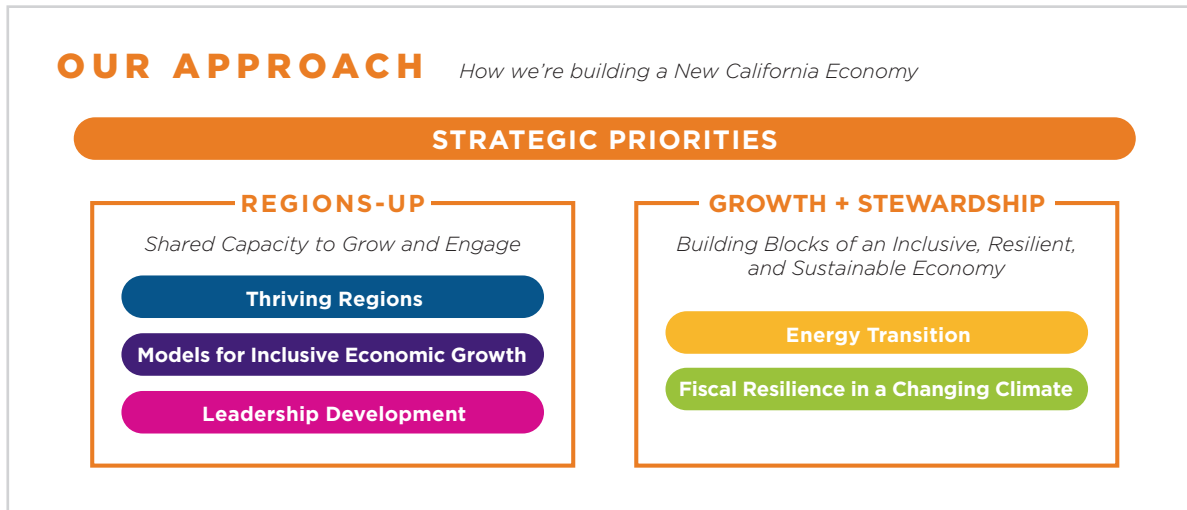 OUR APPROACH How we're building a New California Economy
STRATEGIC PRIORITIES
REGIONS-UP
Shared Capacity to Grow and Engage
Thriving Regions
Models for Inclusive Economic Growth
Leadership Development
GROWTH + STEWARDSHIP
Building Blocks of an Inclusive, Resilient,
and Sustainable Economy
Energy Transition
Fiscal Resilience in a Changing Climate